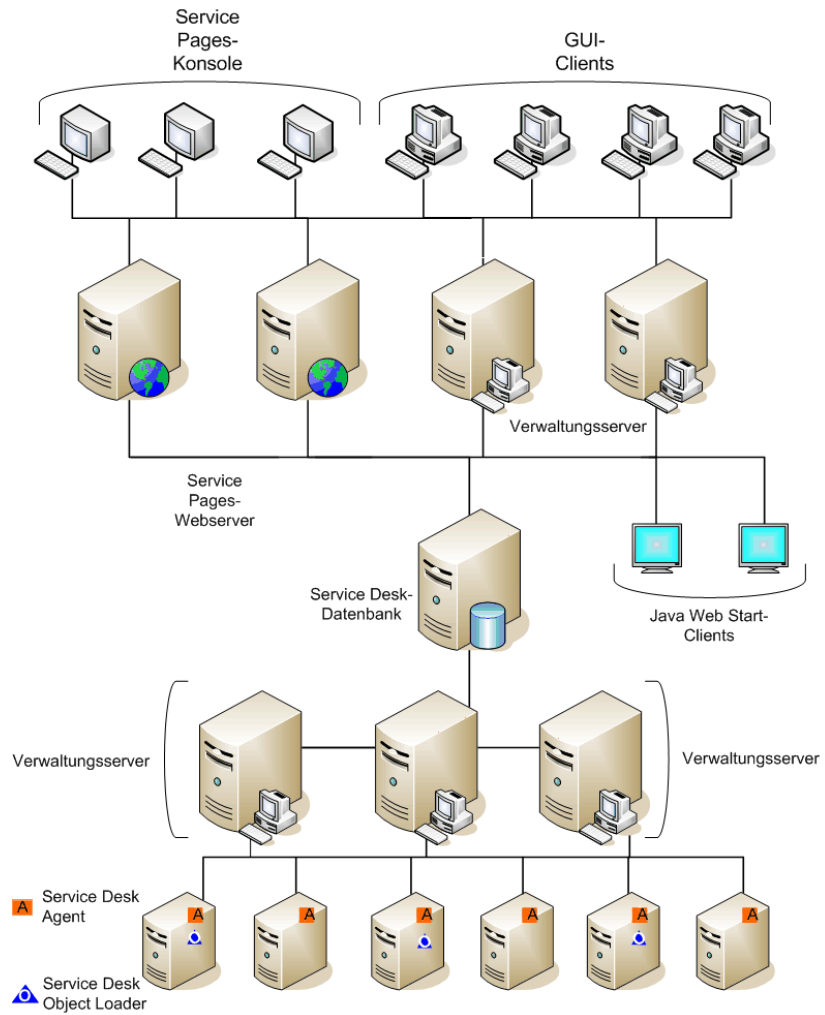 Service
Pages-
Konsole
GUI-
Clients
Verwaltungsserver
Service
Pages-
Webserver
Service Desk-
Datenbank
Java Web Start-
Clients
Verwaltungsserver
Verwaltungsserver
A Service Desk
Agent
A
A
A
A
A
A
O
O
O
O Service Desk
Object Loader